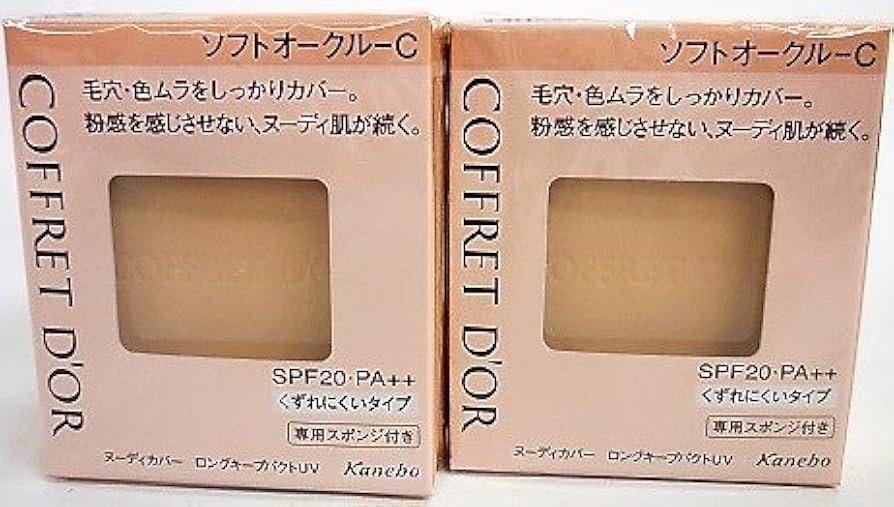 ソフトオークルーC
COFFRET D'OR
毛穴・色ムラをしっかりカバー。
粉感を感じさせない、ヌーディ肌が続く。
COFFRET D'OR
SPF20・PA++
くずれにくいタイプ
専用スポンジ付き
ヌーディカバー ロングキープパクトUV Kanebo
ソフトオークルーC
COFFRET D'OR
毛穴・色ムラをしっかりカバー。
粉感を感じさせない、ヌーディ肌が続く。
COFFRET D'OR
SPF20・PA++
くずれにくいタイプ
専用スポンジ付き
ヌーディカバー ロングキープパクトUV Kanebo